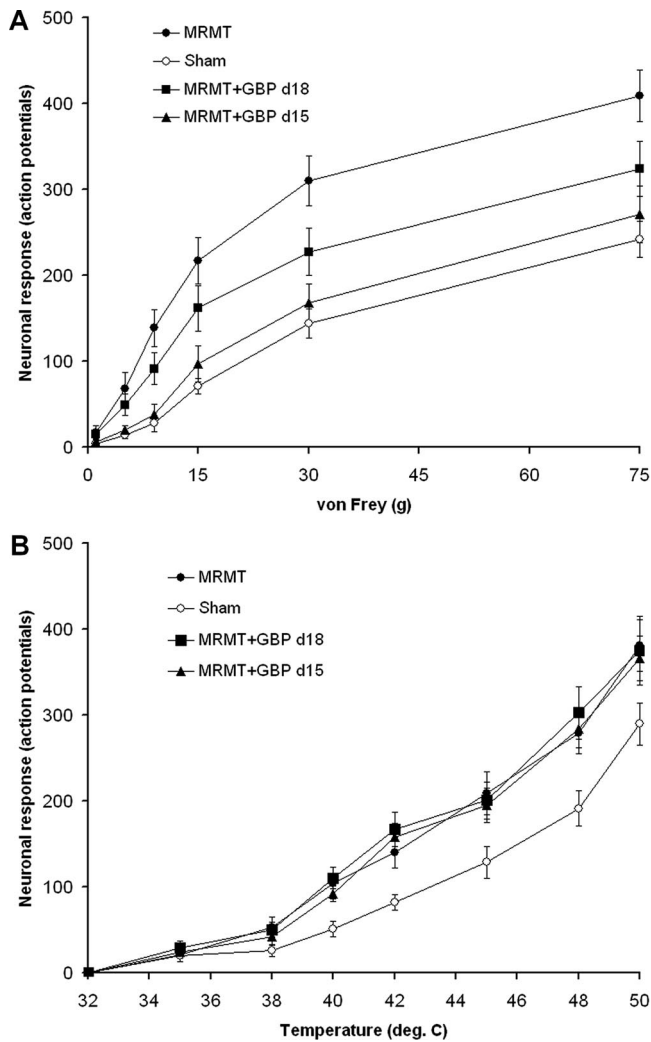 A
500
400
300
200
100
0
Neuronal response (action potentials)
MRMT
Sham
MRMT+GBP d18
MRMT+GBP d15
0 15 30 45 60 75
von Frey (g)
B
500
400
300
200
100
0
Neuronal response (action potentials)
MRMT
Sham
MRMT+GBP d18
MRMT+GBP d15
32 34 36 38 40 42 44 46 48 50
Temperature (deg. C)